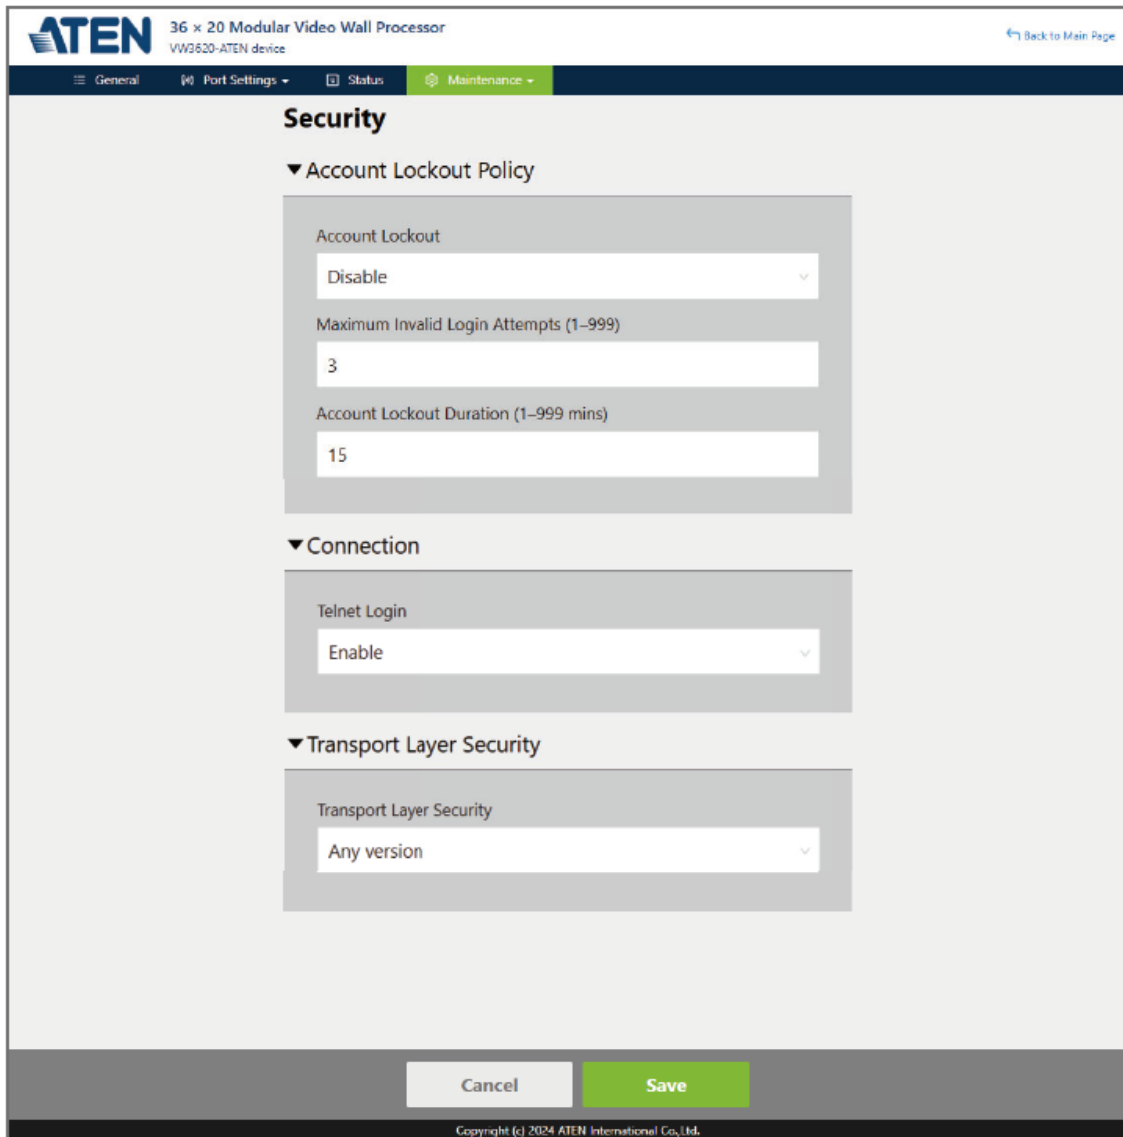 ATEN
36 × 20 Modular Video Wall Processor
VW3620-ATEN device
Back to Main Page
General
Port Settings
Status
Maintenance
Security
Account Lockout Policy
Account Lockout
Disable
Maximum Invalid Login Attempts (1–999)
3
Account Lockout Duration (1–999 mins)
15
Connection
Telnet Login
Enable
Transport Layer Security
Transport Layer Security
Any version
Cancel
Save
Copyright (c) 2024 ATEN International Co.,Ltd.